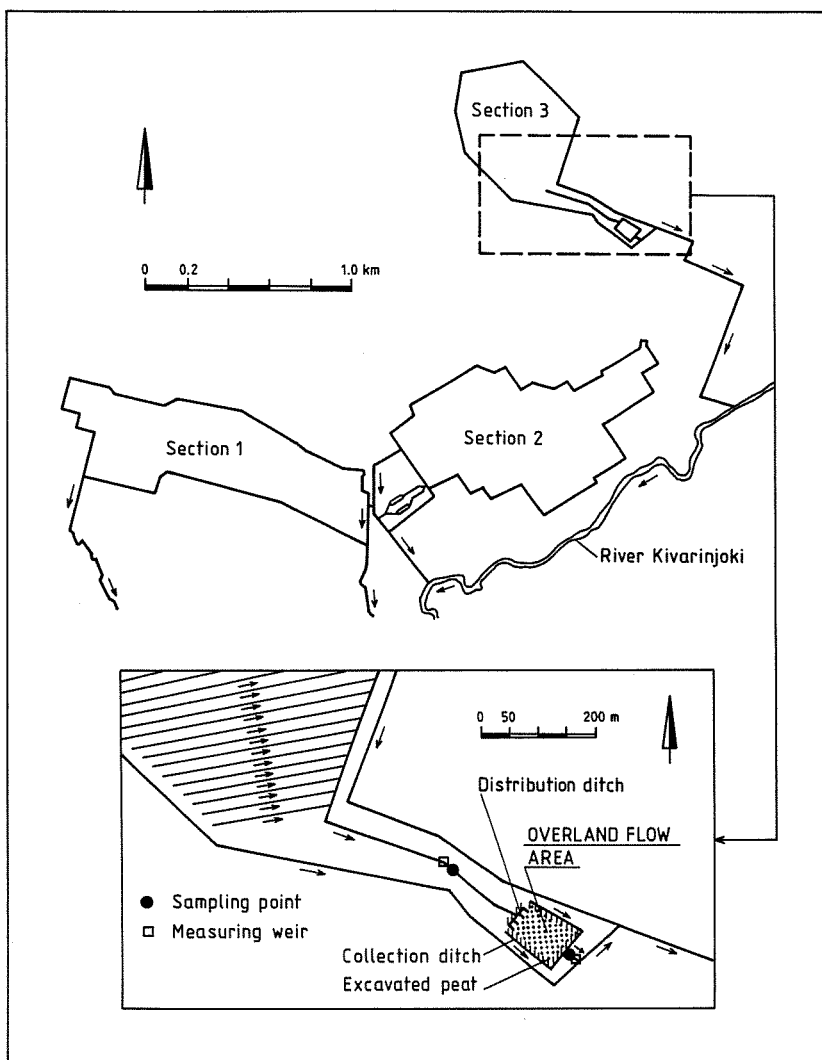 Section 3
0 0.2 1.0 km
Section 1
Section 2
River Kivarinjoki
0 50 200 m
Distribution ditch
OVERLAND FLOW
AREA
Sampling point
Measuring weir
Collection ditch
Excavated peat